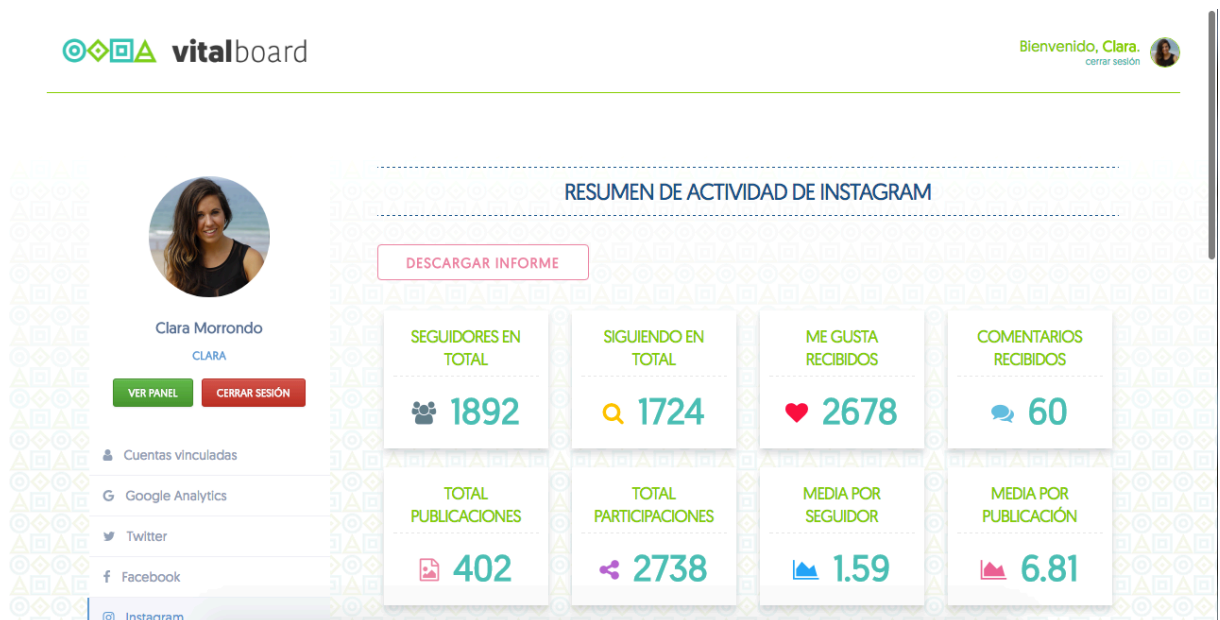 vitalboard
Bienvenido, Clara.
cerrar sesión
Clara Morrondo
CLARA
VER PANEL
CERRAR SESIÓN
Cuentas vinculadas
Google Analytics
Twitter
Facebook
Instagram
RESUMEN DE ACTIVIDAD DE INSTAGRAM
DESCARGAR INFORME
SEGUIDORES EN
TOTAL
1892
SIGUIENDO EN
TOTAL
1724
ME GUSTA
RECIBIDOS
2678
COMENTARIOS
RECIBIDOS
60
TOTAL
PUBLICACIONES
402
TOTAL
PARTICIPACIONES
2738
MEDIA POR
SEGUIDOR
1.59
MEDIA POR
PUBLICACIÓN
6.81